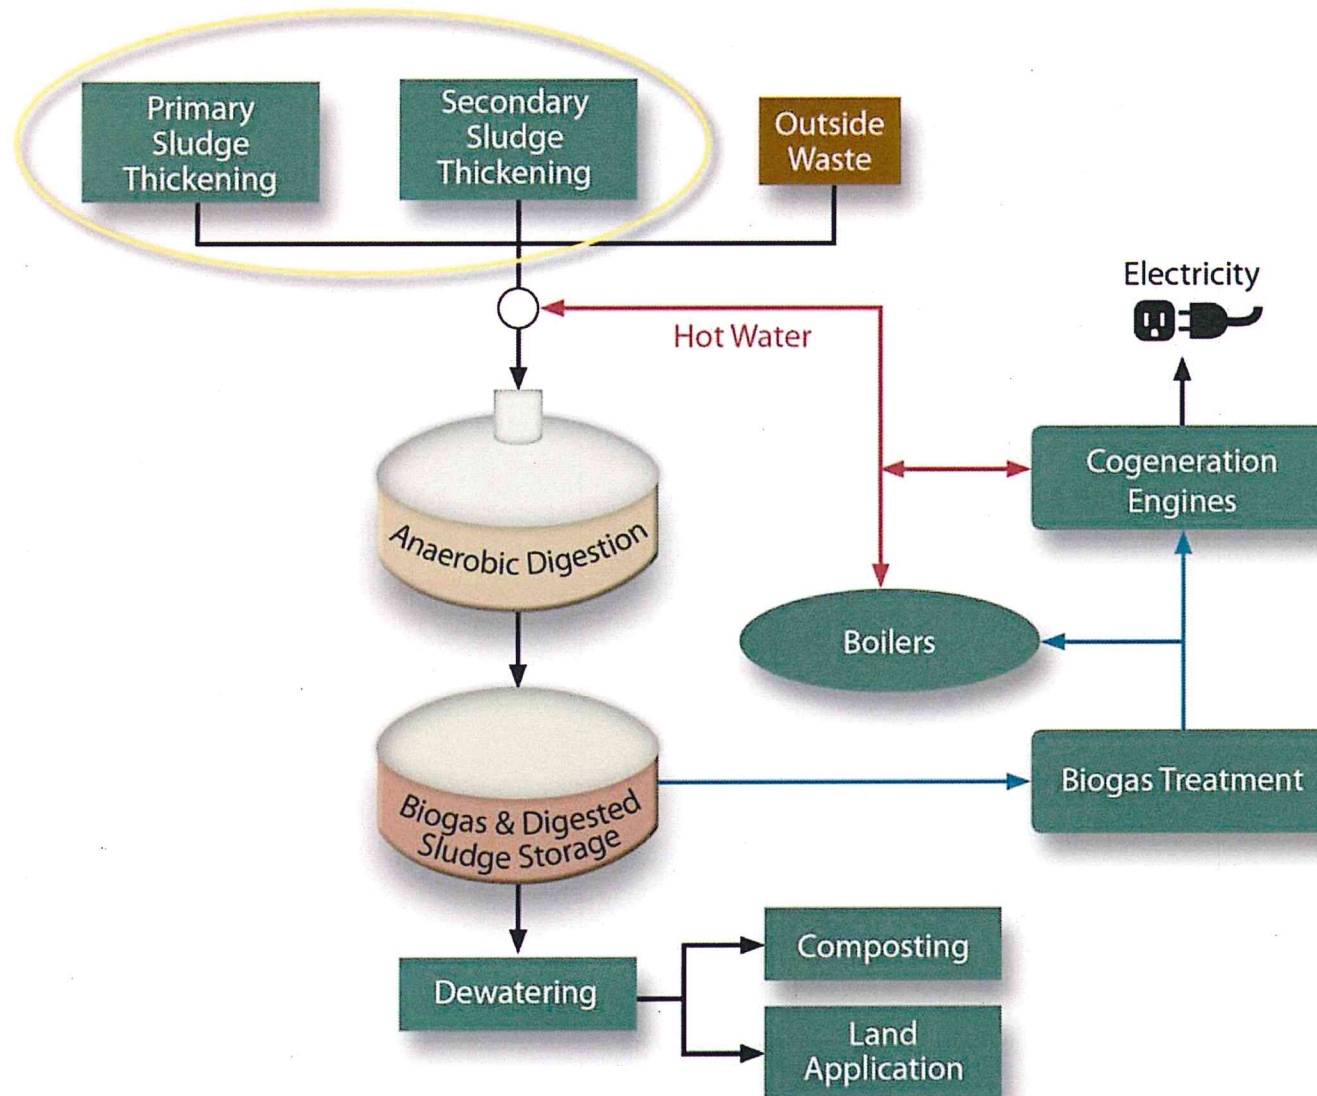 Primary
Sludge
Thickening
Secondary
Sludge
Thickening
Outside
Waste
Electricity
Hot Water
Cogeneration
Engines
Anaerobic Digestion
Boilers
Biogas & Digested
Sludge Storage
Biogas Treatment
Dewatering
Composting
Land
Application